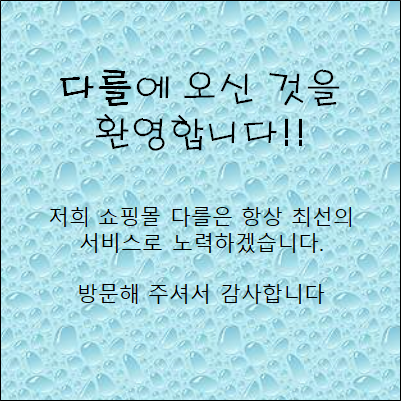 다를에 오신 것을
환영합니다!!
저희 쇼핑몰 다를은 항상 최선의
서비스로 노력하겠습니다.
방문해 주셔서 감사합니다